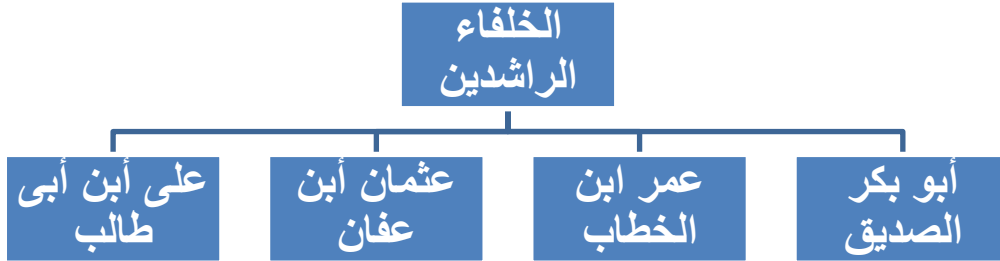 الخلفاء
الراشدين
أبو بكر
الصديق
عمر ابن
الخطاب
عثمان أبن
عفان
على أبن أبى
طالب